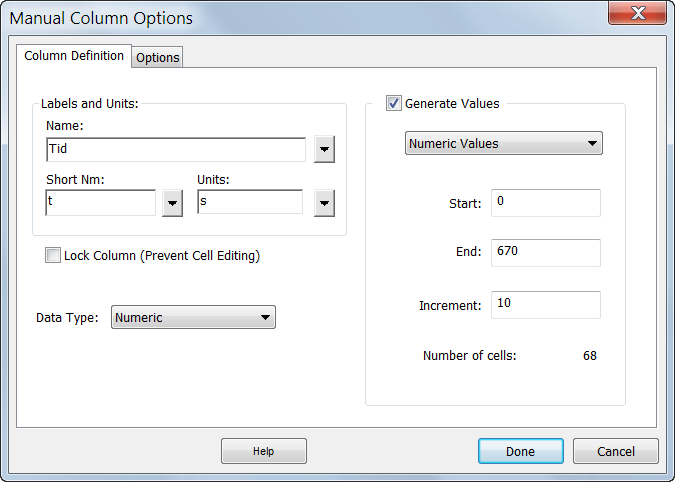 Manual Column Options
Column Definition
Options
Labels and Units:
Name:
Tid
Short Nm:
Units:
t
s
Lock Column (Prevent Cell Editing)
Data Type:
Numeric
Generate Values
Numeric Values
Start:
0
End:
670
Increment:
10
Number of cells:
68
Help
Done
Cancel